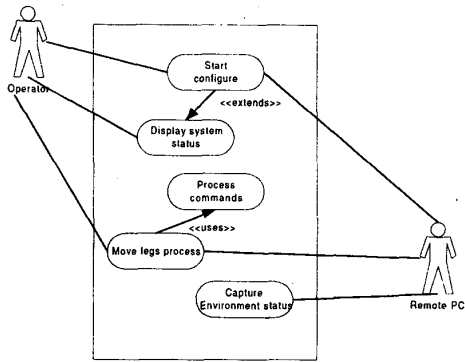 Start
configure
Operator
<<extends>>
Display system
status
Process
commands
<<uses>>
Move legs process
Capture
Environment status
Remote PC